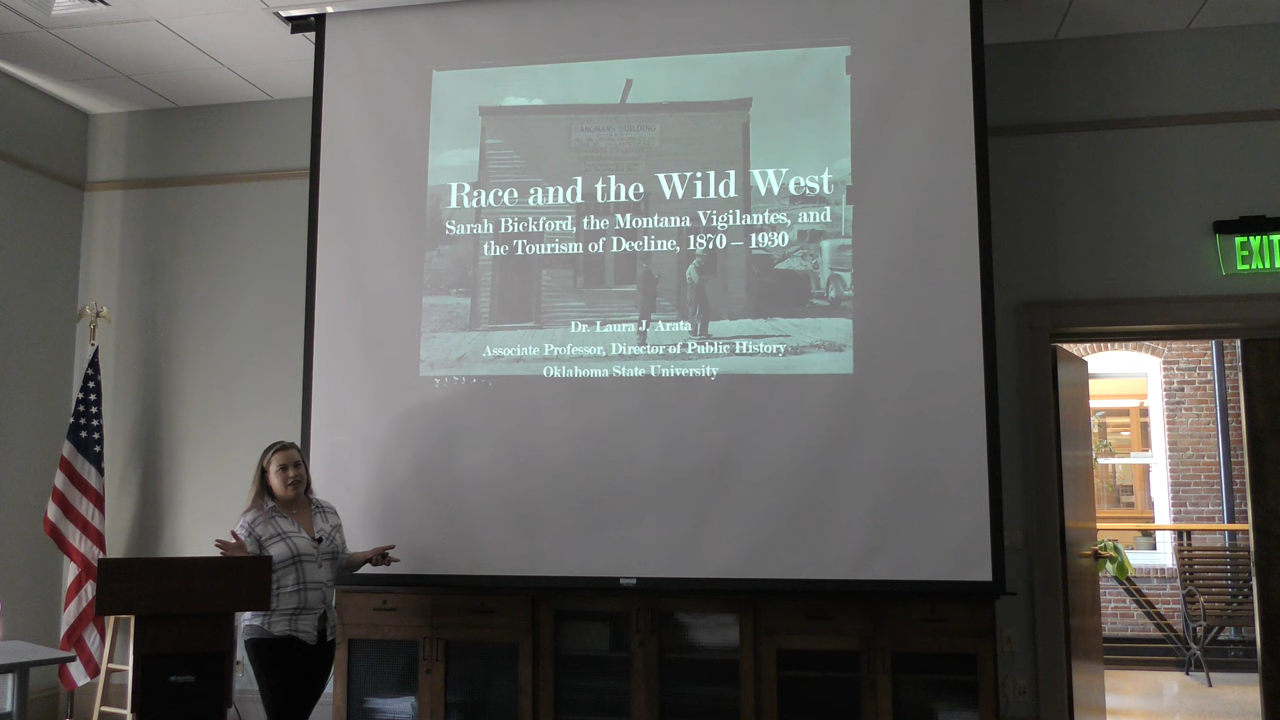 HANGMAN'S BUILDING
Race and the Wild West
Sarah Bickford, the Montana Vigilantes, and
the Tourism of Decline, 1870 – 1930
Dr. Laura J. Arata
Associate Professor, Director of Public History
Oklahoma State University
EXIT